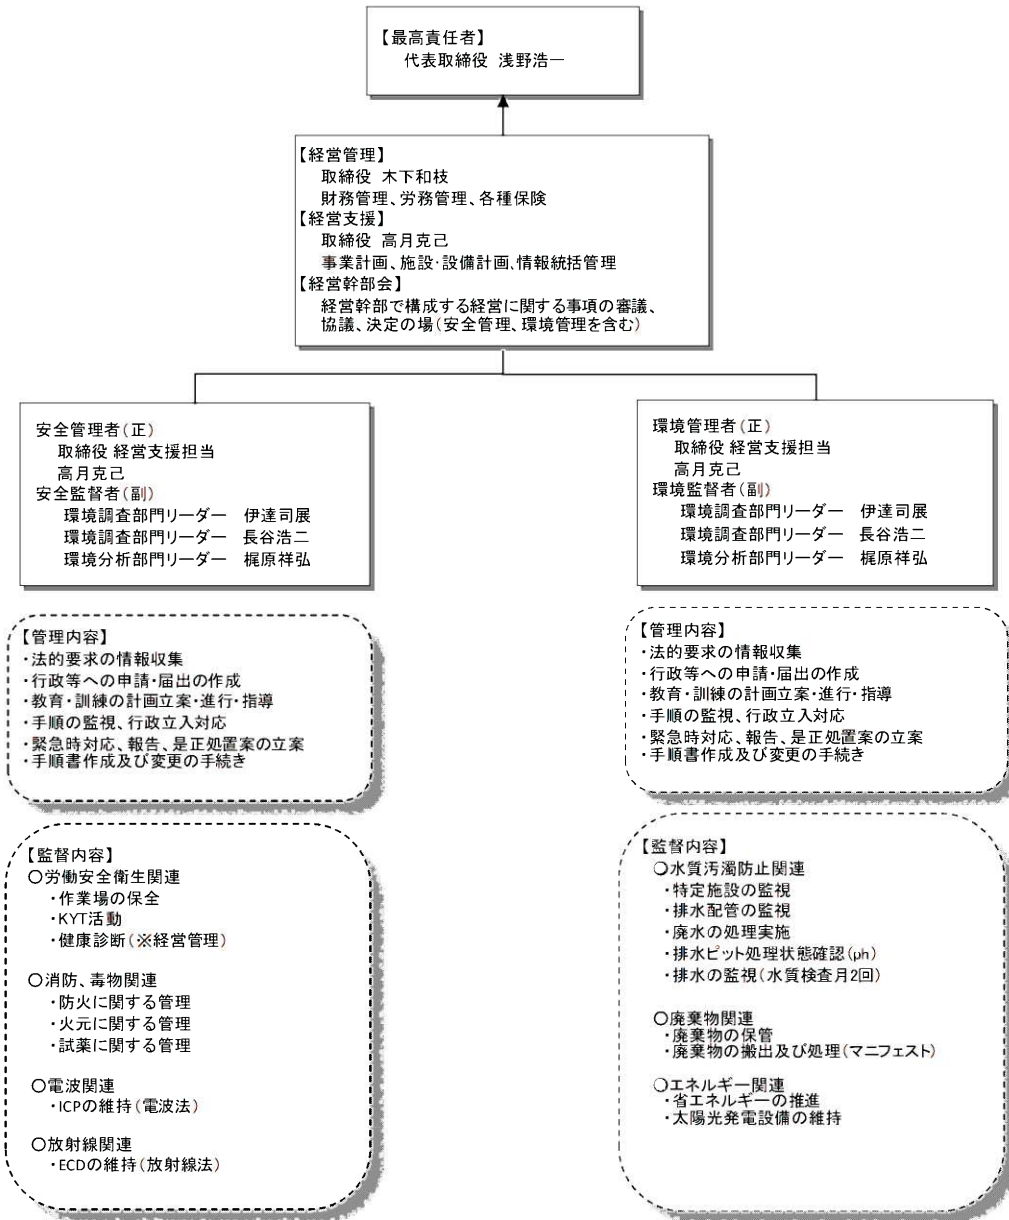 【最高責任者】
代表取締役 浅野浩一
【経営管理】
取締役 木下和枝
財務管理、労務管理、各種保険
【経営支援】
取締役 高月克己
事業計画、施設・設備計画、情報統括管理
【経営幹部会】
経営幹部で構成する経営に関する事項の審議、
協議、決定の場(安全管理、環境管理を含む)
安全管理者(正)
取締役 経営支援担当
高月克己
安全監督者(副)
環境調査部門リーダー 伊達司展
環境調査部門リーダー 長谷浩二
環境分析部門リーダー 梶原祥弘
【管理内容】
・法的要求の情報収集
・行政等への申請・届出の作成
・教育・訓練の計画立案・進行・指導
・手順の監視、行政立入対応
・緊急時対応、報告、是正処置案の立案
・手順書作成及び変更の手続き
【監督内容】
○労働安全衛生関連
・作業場の保全
・KYT活動
・健康診断(※経営管理)
○消防、毒物関連
・防火に関する管理
・火元に関する管理
・試薬に関する管理
○電波関連
・ICPの維持(電波法)
○放射線関連
・ECDの維持(放射線法)
環境管理者(正)
取締役 経営支援担当
高月克己
環境監督者(副)
環境調査部門リーダー 伊達司展
環境調査部門リーダー 長谷浩二
環境分析部門リーダー 梶原祥弘
【管理内容】
・法的要求の情報収集
・行政等への申請・届出の作成
・教育・訓練の計画立案・進行・指導
・手順の監視、行政立入対応
・緊急時対応、報告、是正処置案の立案
・手順書作成及び変更の手続き
【監督内容】
○水質汚濁防止関連
・特定施設の監視
・排水配管の監視
・廃水の処理実施
・排水ピット処理状態確認(ph)
・排水の監視(水質検査月2回)
○廃棄物関連
・廃棄物の保管
・廃棄物の搬出及び処理(マニフェスト)
○エネルギー関連
・省エネルギーの推進
・太陽光発電設備の維持